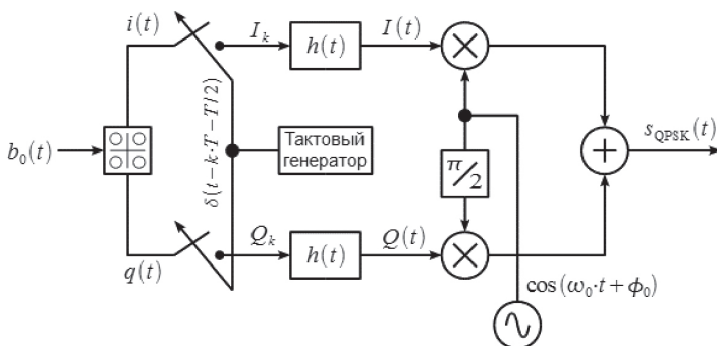 i(t)
I_k
h(t)
I(t)
b_0(t)
δ(t−k·T−T/2)
Тактовый
генератор
π/2
s_QPSK(t)
+
q(t)
Q_k
h(t)
Q(t)
cos(ω_0·t+ϕ_0)